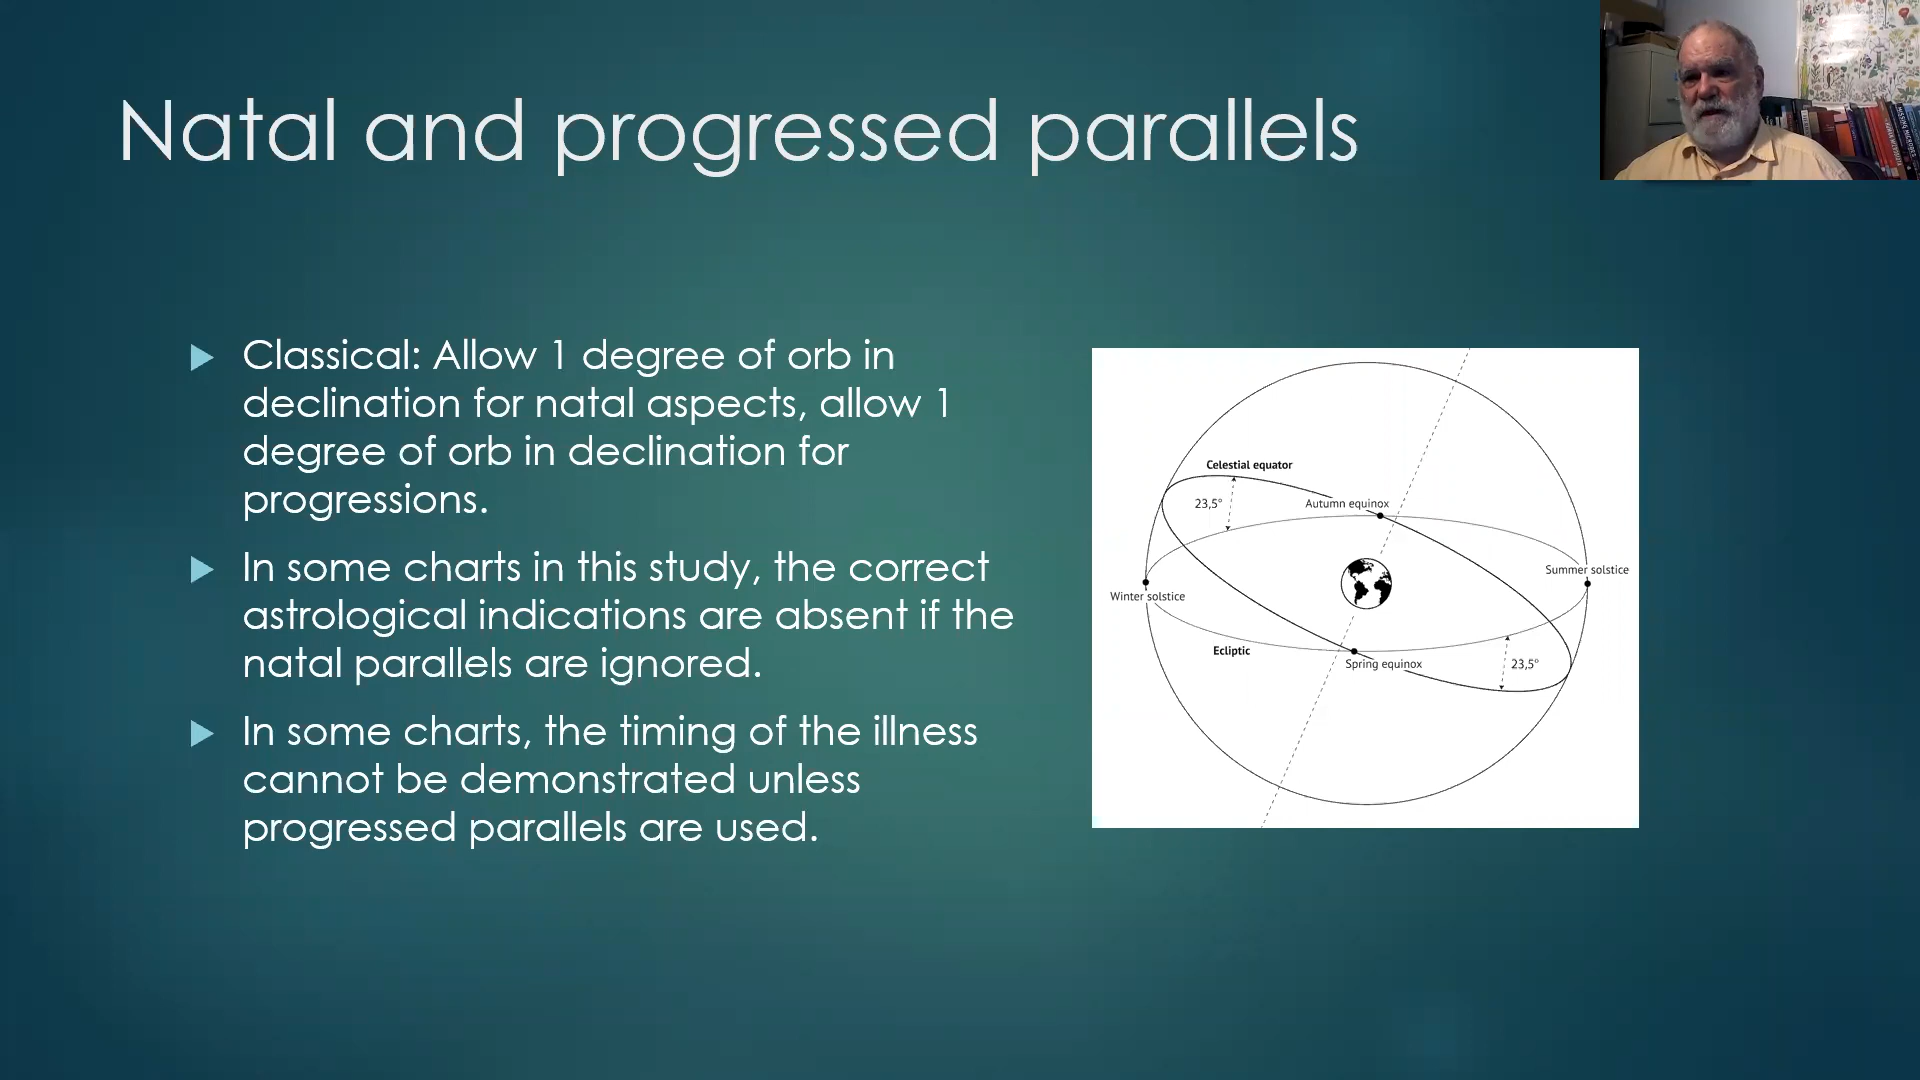 Natal and progressed parallels
Classical: Allow 1 degree of orb in
declination for natal aspects, allow 1
degree of orb in declination for
progressions.
In some charts in this study, the correct
astrological indications are absent if the
natal parallels are ignored.
In some charts, the timing of the illness
cannot be demonstrated unless
progressed parallels are used.
Celestial equator
23,5°
Autumn equinox
Summer solstice
Winter solstice
Ecliptic
Spring equinox
23,5°